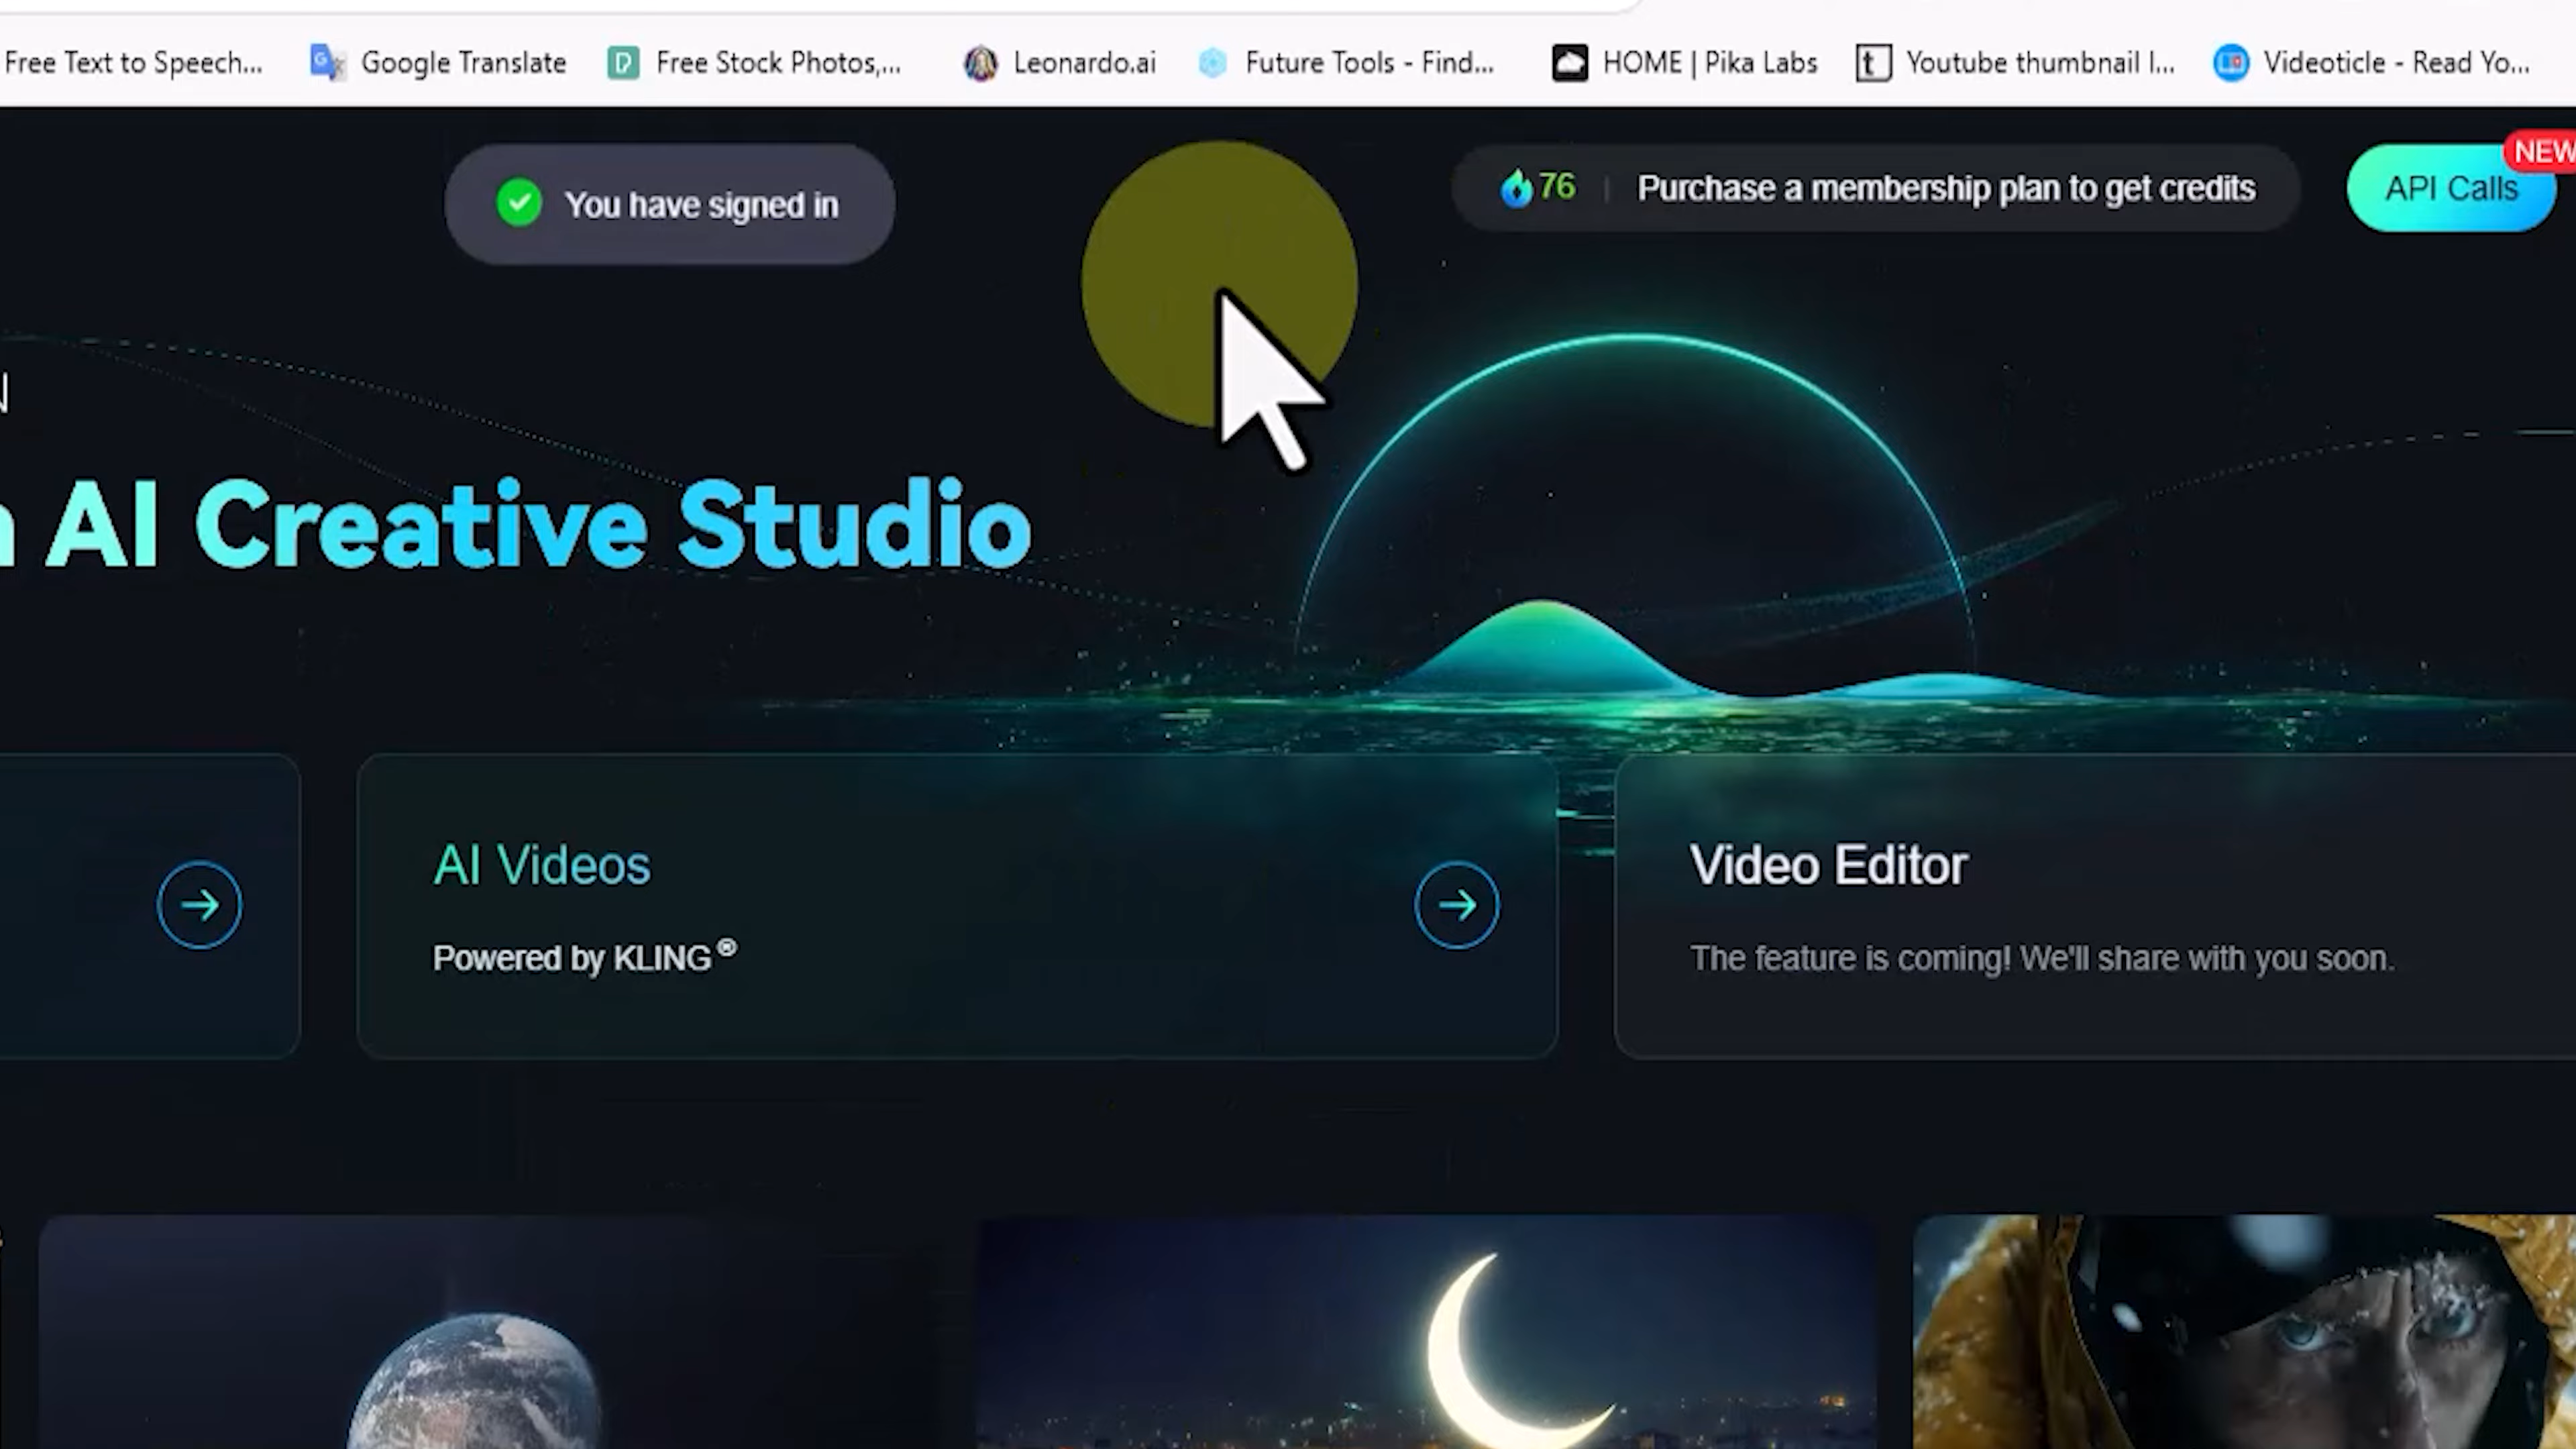 Free Text to Speech...
Google Translate
Free Stock Photos,...
Leonardo.ai
Future Tools - Find...
HOME | Pika Labs
Youtube thumbnail I...
Videoticle - Read Yo...
You have signed in
76 | Purchase a membership plan to get credits
API Calls
NEW
AI Creative Studio
AI Videos
Powered by KLING®
Video Editor
The feature is coming! We'll share with you soon.